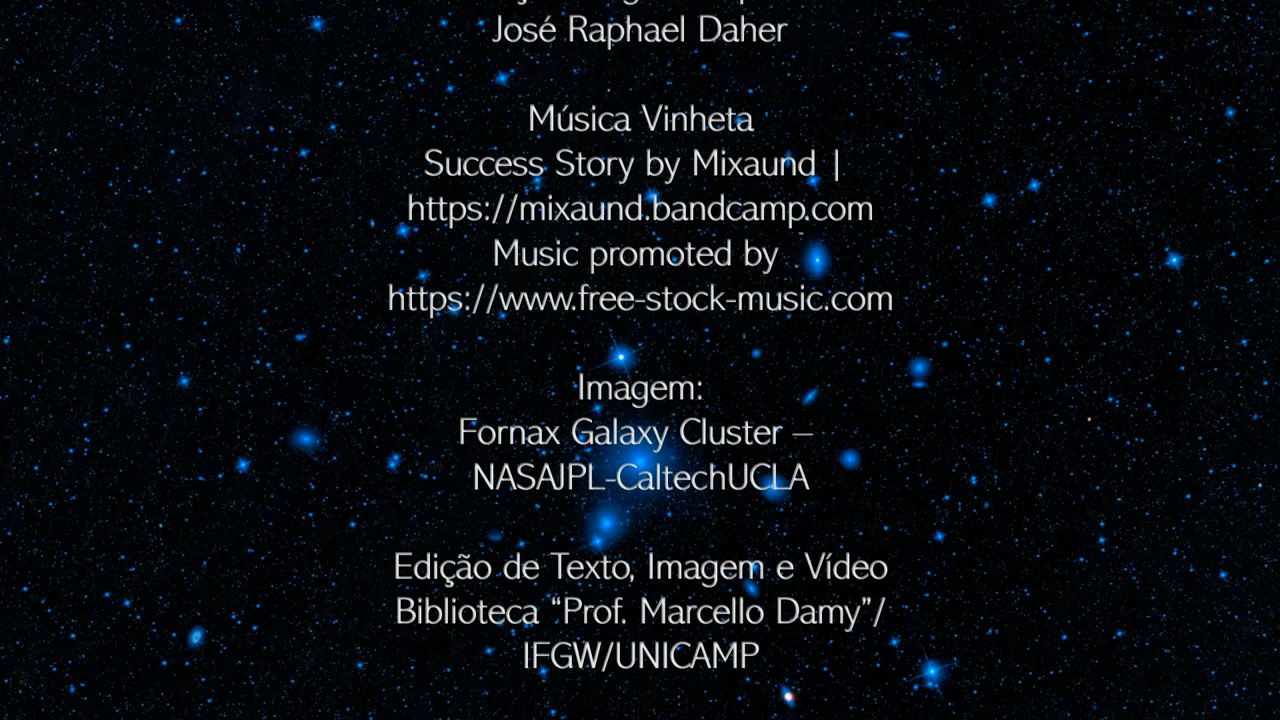 José Raphael Daher
Música Vinheta
Success Story by Mixaund |
https://mixaund.bandcamp.com
Music promoted by
https://www.free-stock-music.com
Imagem:
Fornax Galaxy Cluster –
NASAJPL-CaltechUCLA
Edição de Texto, Imagem e Vídeo
Biblioteca “Prof. Marcello Damy”/
IFGW/UNICAMP